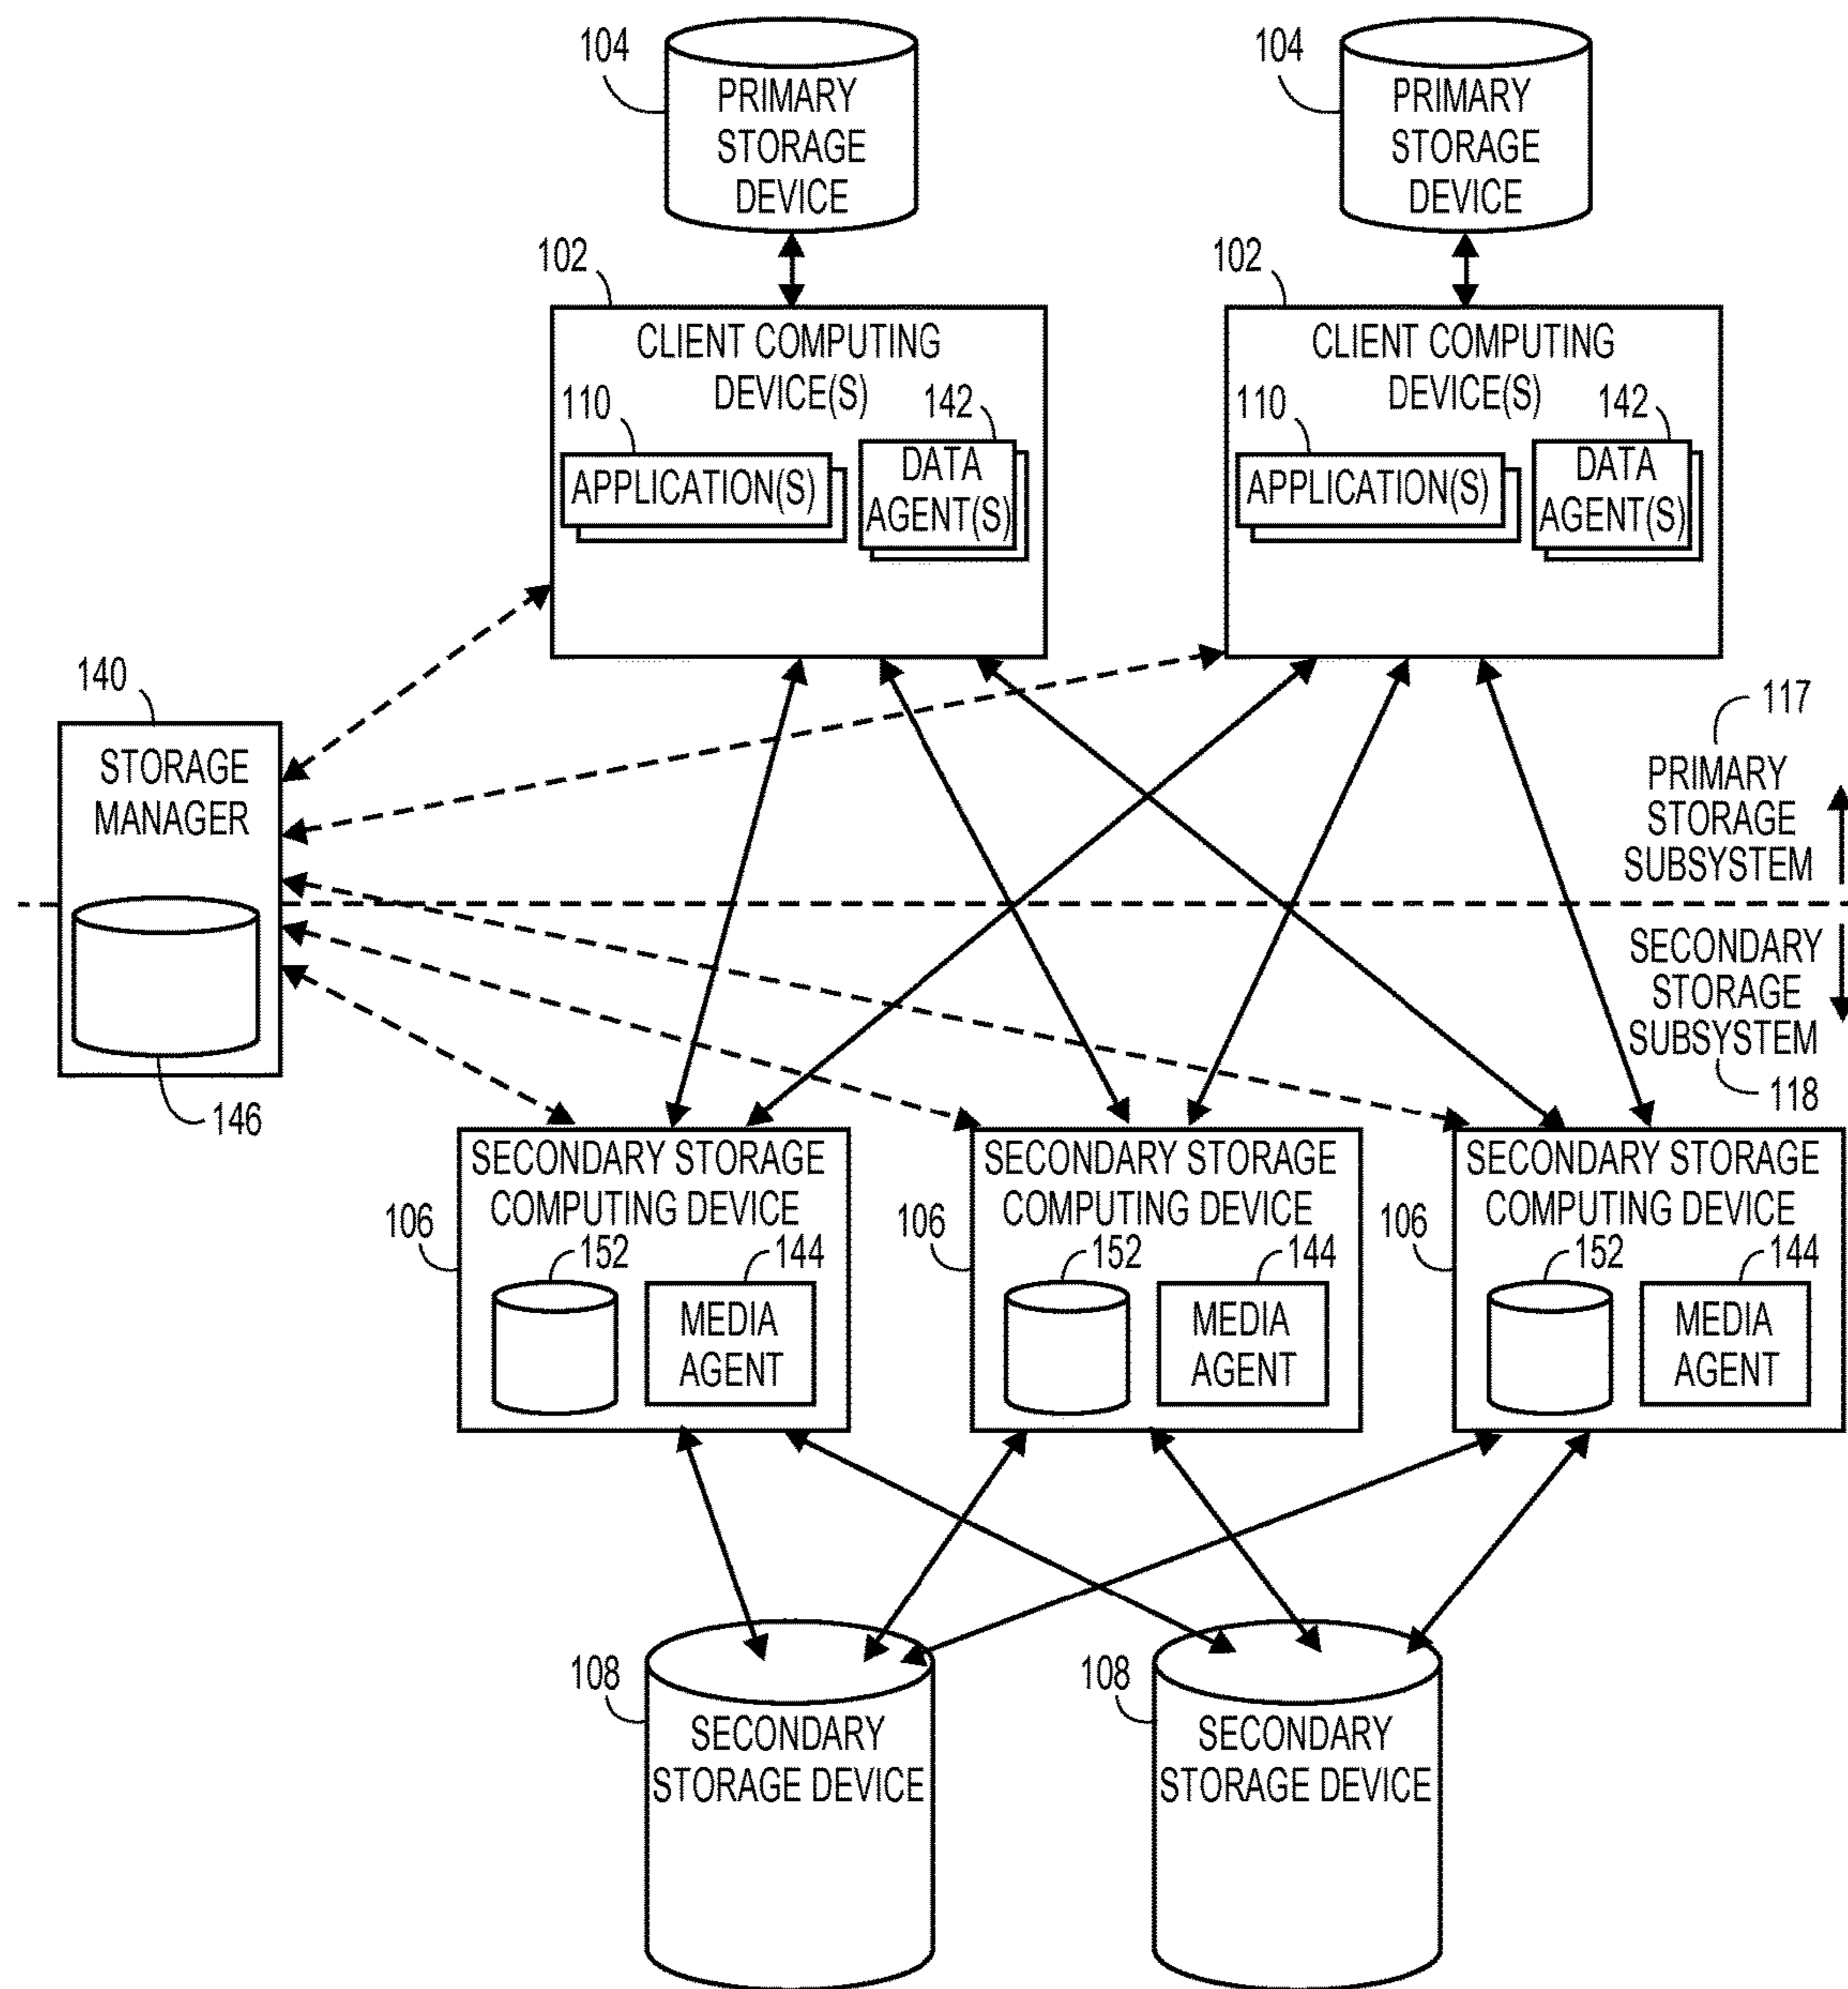 104
PRIMARY
STORAGE
DEVICE
104
PRIMARY
STORAGE
DEVICE
102
CLIENT COMPUTING
DEVICE(S)
110
142
APPLICATION(S)
DATA
AGENT(S)
102
CLIENT COMPUTING
DEVICE(S)
110
142
APPLICATION(S)
DATA
AGENT(S)
140
STORAGE
MANAGER
146
117
PRIMARY
STORAGE
SUBSYSTEM
SECONDARY
STORAGE
SUBSYSTEM
118
SECONDARY STORAGE
COMPUTING DEVICE
106
152
144
MEDIA
AGENT
SECONDARY STORAGE
COMPUTING DEVICE
106
152
144
MEDIA
AGENT
SECONDARY STORAGE
COMPUTING DEVICE
106
152
144
MEDIA
AGENT
108
SECONDARY
STORAGE DEVICE
108
SECONDARY
STORAGE DEVICE